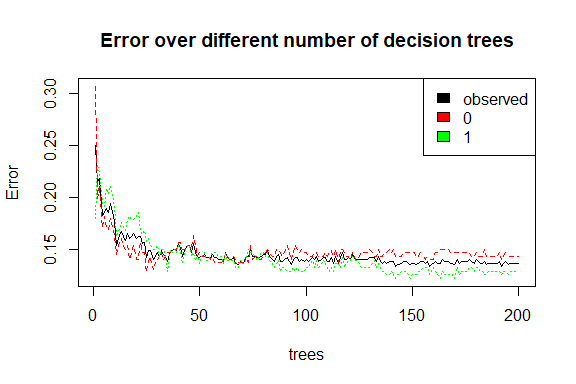 Error over different number of decision trees
observed
0
1
0.30
0.25
0.20
0.15
Error
0 50 100 150 200
trees